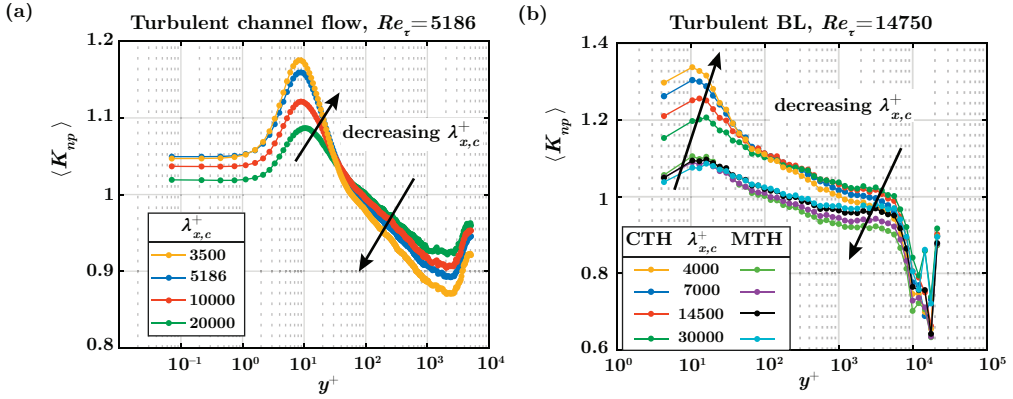 (a)
Turbulent channel flow, Re_τ=5186
1.2
1.1
1
0.9
0.8
⟨K_np⟩
decreasing λ⁺_x,c
λ⁺_x,c
3500
5186
10000
20000
10⁻¹ 10⁰ 10¹ 10² 10³ 10⁴
y⁺
(b)
Turbulent BL, Re_τ=14750
1.4
1.2
1
0.8
0.6
⟨K_np⟩
decreasing λ⁺_x,c
CTH λ⁺_x,c MTH
4000
7000
14500
30000
10⁰ 10¹ 10² 10³ 10⁴ 10⁵
y⁺